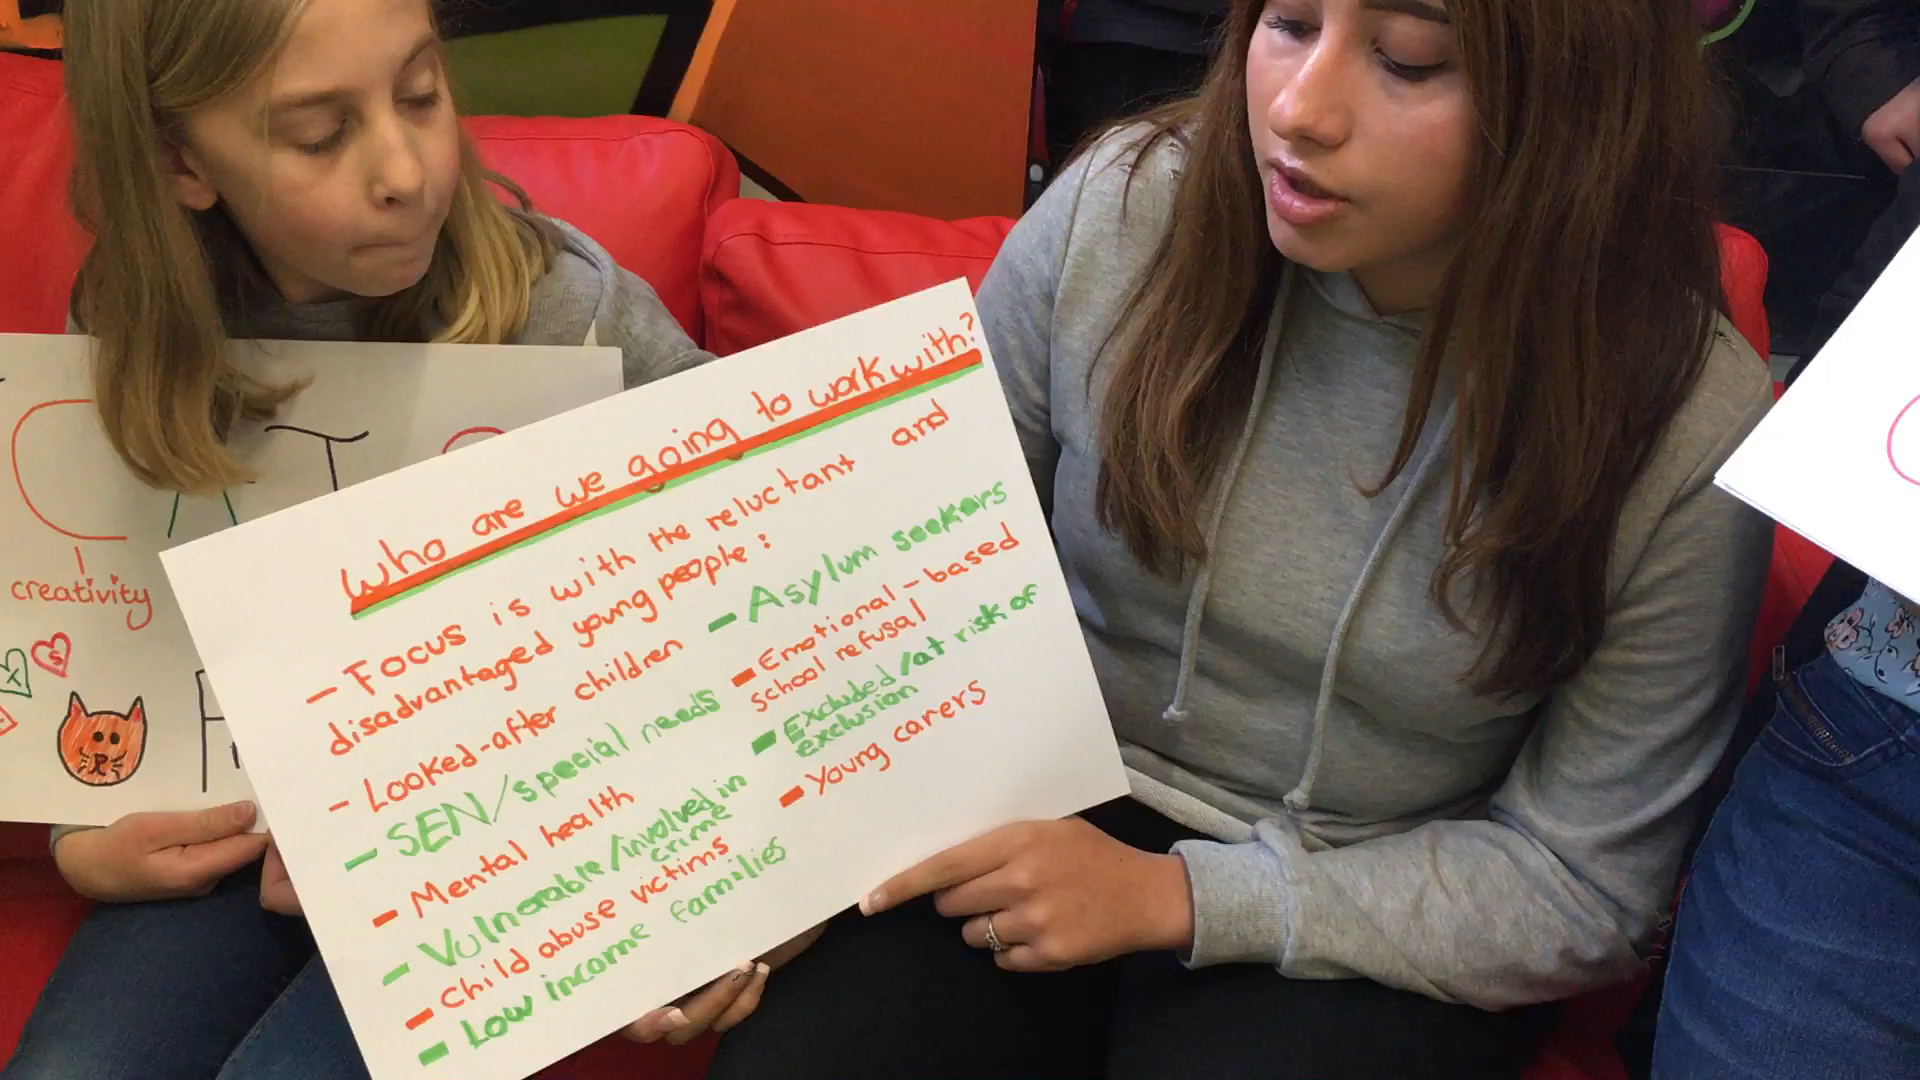 Who are we going to work with?
- Focus is with the reluctant and
disadvantaged young people:
- Looked-after children
- SEN/special needs
- Mental health
- Vulnerable/involved in
crime
- Child abuse victims
- Low income families
- Asylum seekers
- Emotional-based
school refusal
- Excluded/at risk of
exclusion
- Young carers
creativity